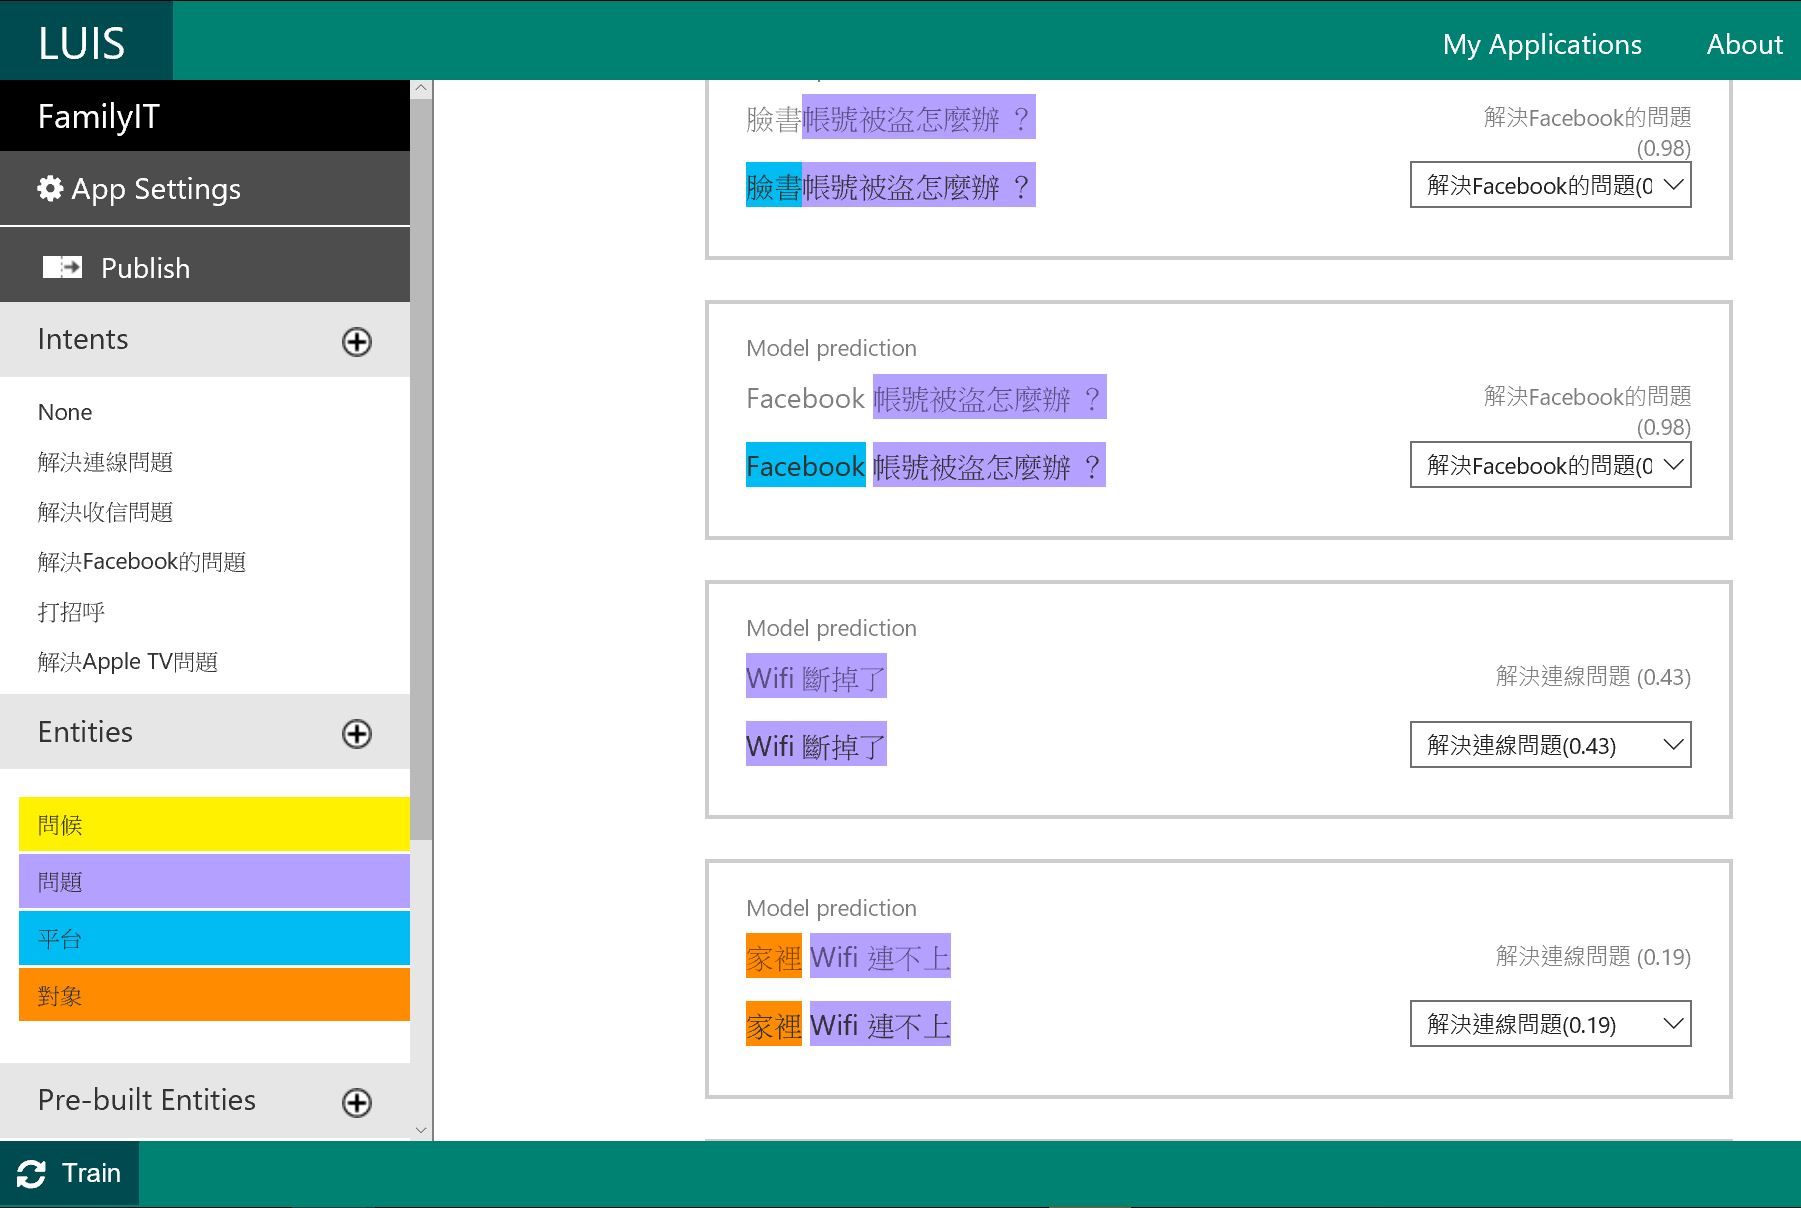 LUIS
My Applications
About
FamilyIT
App Settings
Publish
Intents
None
解決連線問題
解決收信問題
解決Facebook的問題
打招呼
解決Apple TV問題
Entities
問候
問題
平台
對象
Pre-built Entities
Train
臉書帳號被盜怎麼辦 ？
解決Facebook的問題
(0.98)
臉書帳號被盜怎麼辦 ？
解決Facebook的問題(0
Model prediction
Facebook 帳號被盜怎麼辦 ？
解決Facebook的問題
(0.98)
Facebook 帳號被盜怎麼辦 ？
解決Facebook的問題(0
Model prediction
Wifi 斷掉了
解決連線問題 (0.43)
Wifi 斷掉了
解決連線問題(0.43)
Model prediction
家裡 Wifi 連不上
解決連線問題 (0.19)
家裡 Wifi 連不上
解決連線問題(0.19)